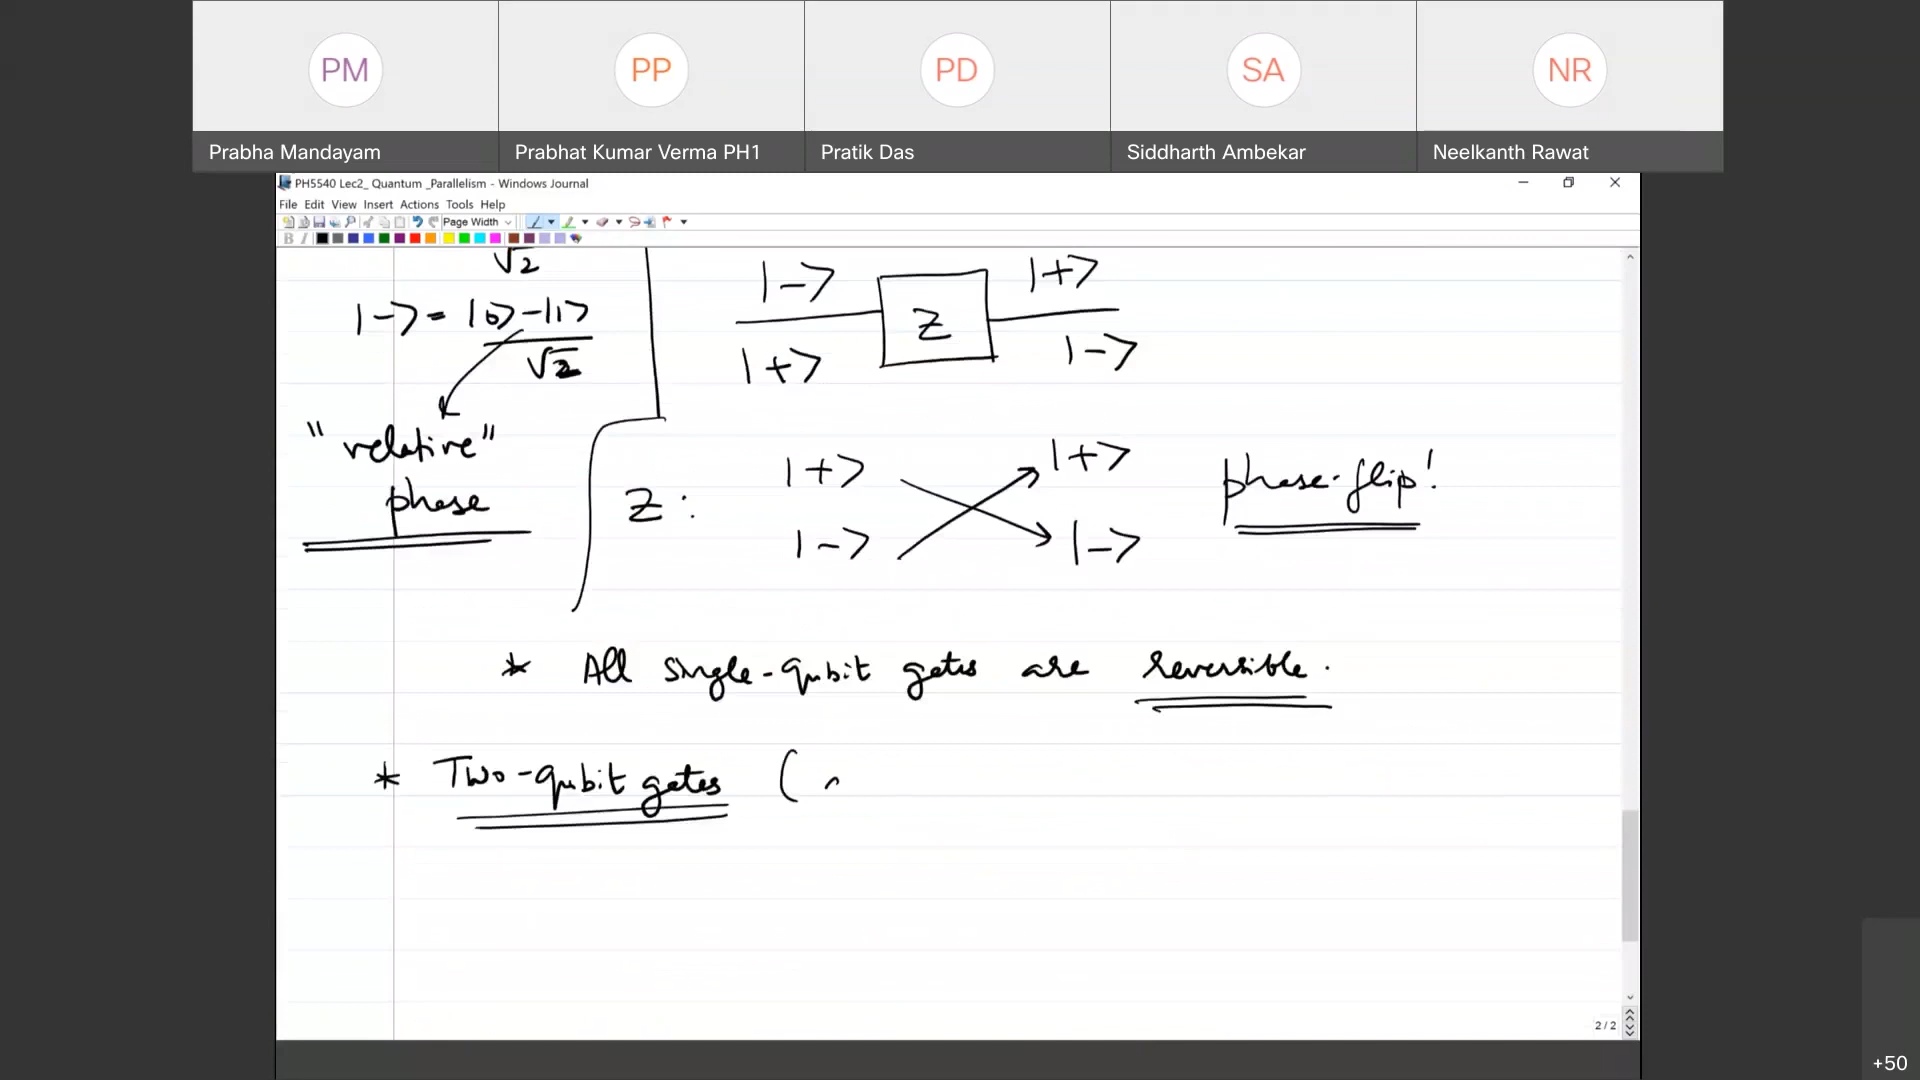 PM PP PD SA NR
Prabha Mandayam Prabhat Kumar Verma PH1 Pratik Das Siddharth Ambekar Neelkanth Rawat
PH5540 Lec2_ Quantum _Parallelism - Windows Journal
File Edit View Insert Actions Tools Help
Page Width
B I
√2
|-> |+>
|-> = |0>-|1>
√2
Z
|+> |->
"relative"
phase
Z: |+> |+>
|-> |->
phase-flip!
* All single-qubit gates are reversible.
* Two-qubit gates (
2 / 2
+50